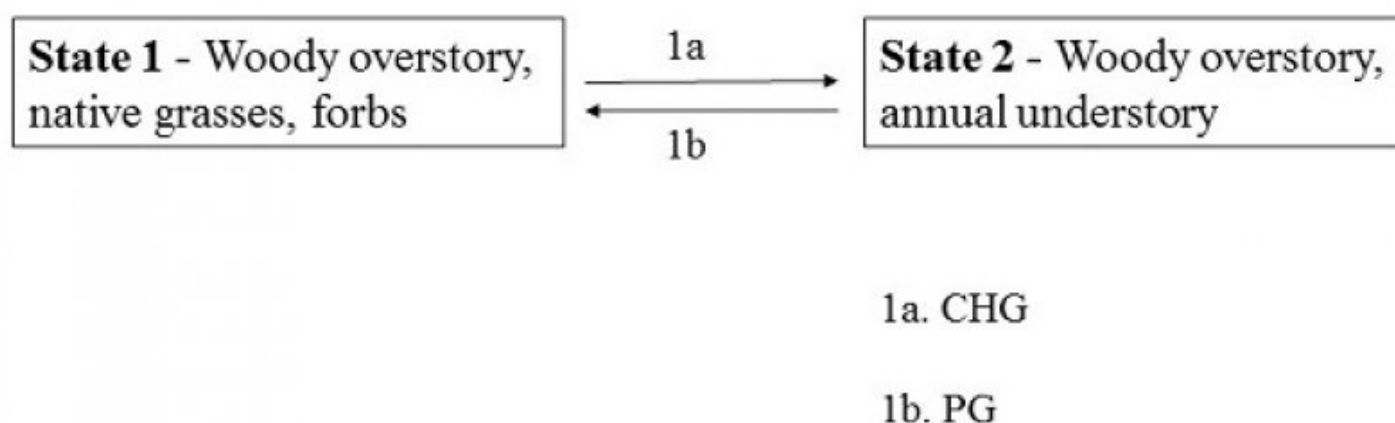 State 1 - Woody overstory,
native grasses, forbs
1a
1b
State 2 - Woody overstory,
annual understory
1a. CHG
1b. PG